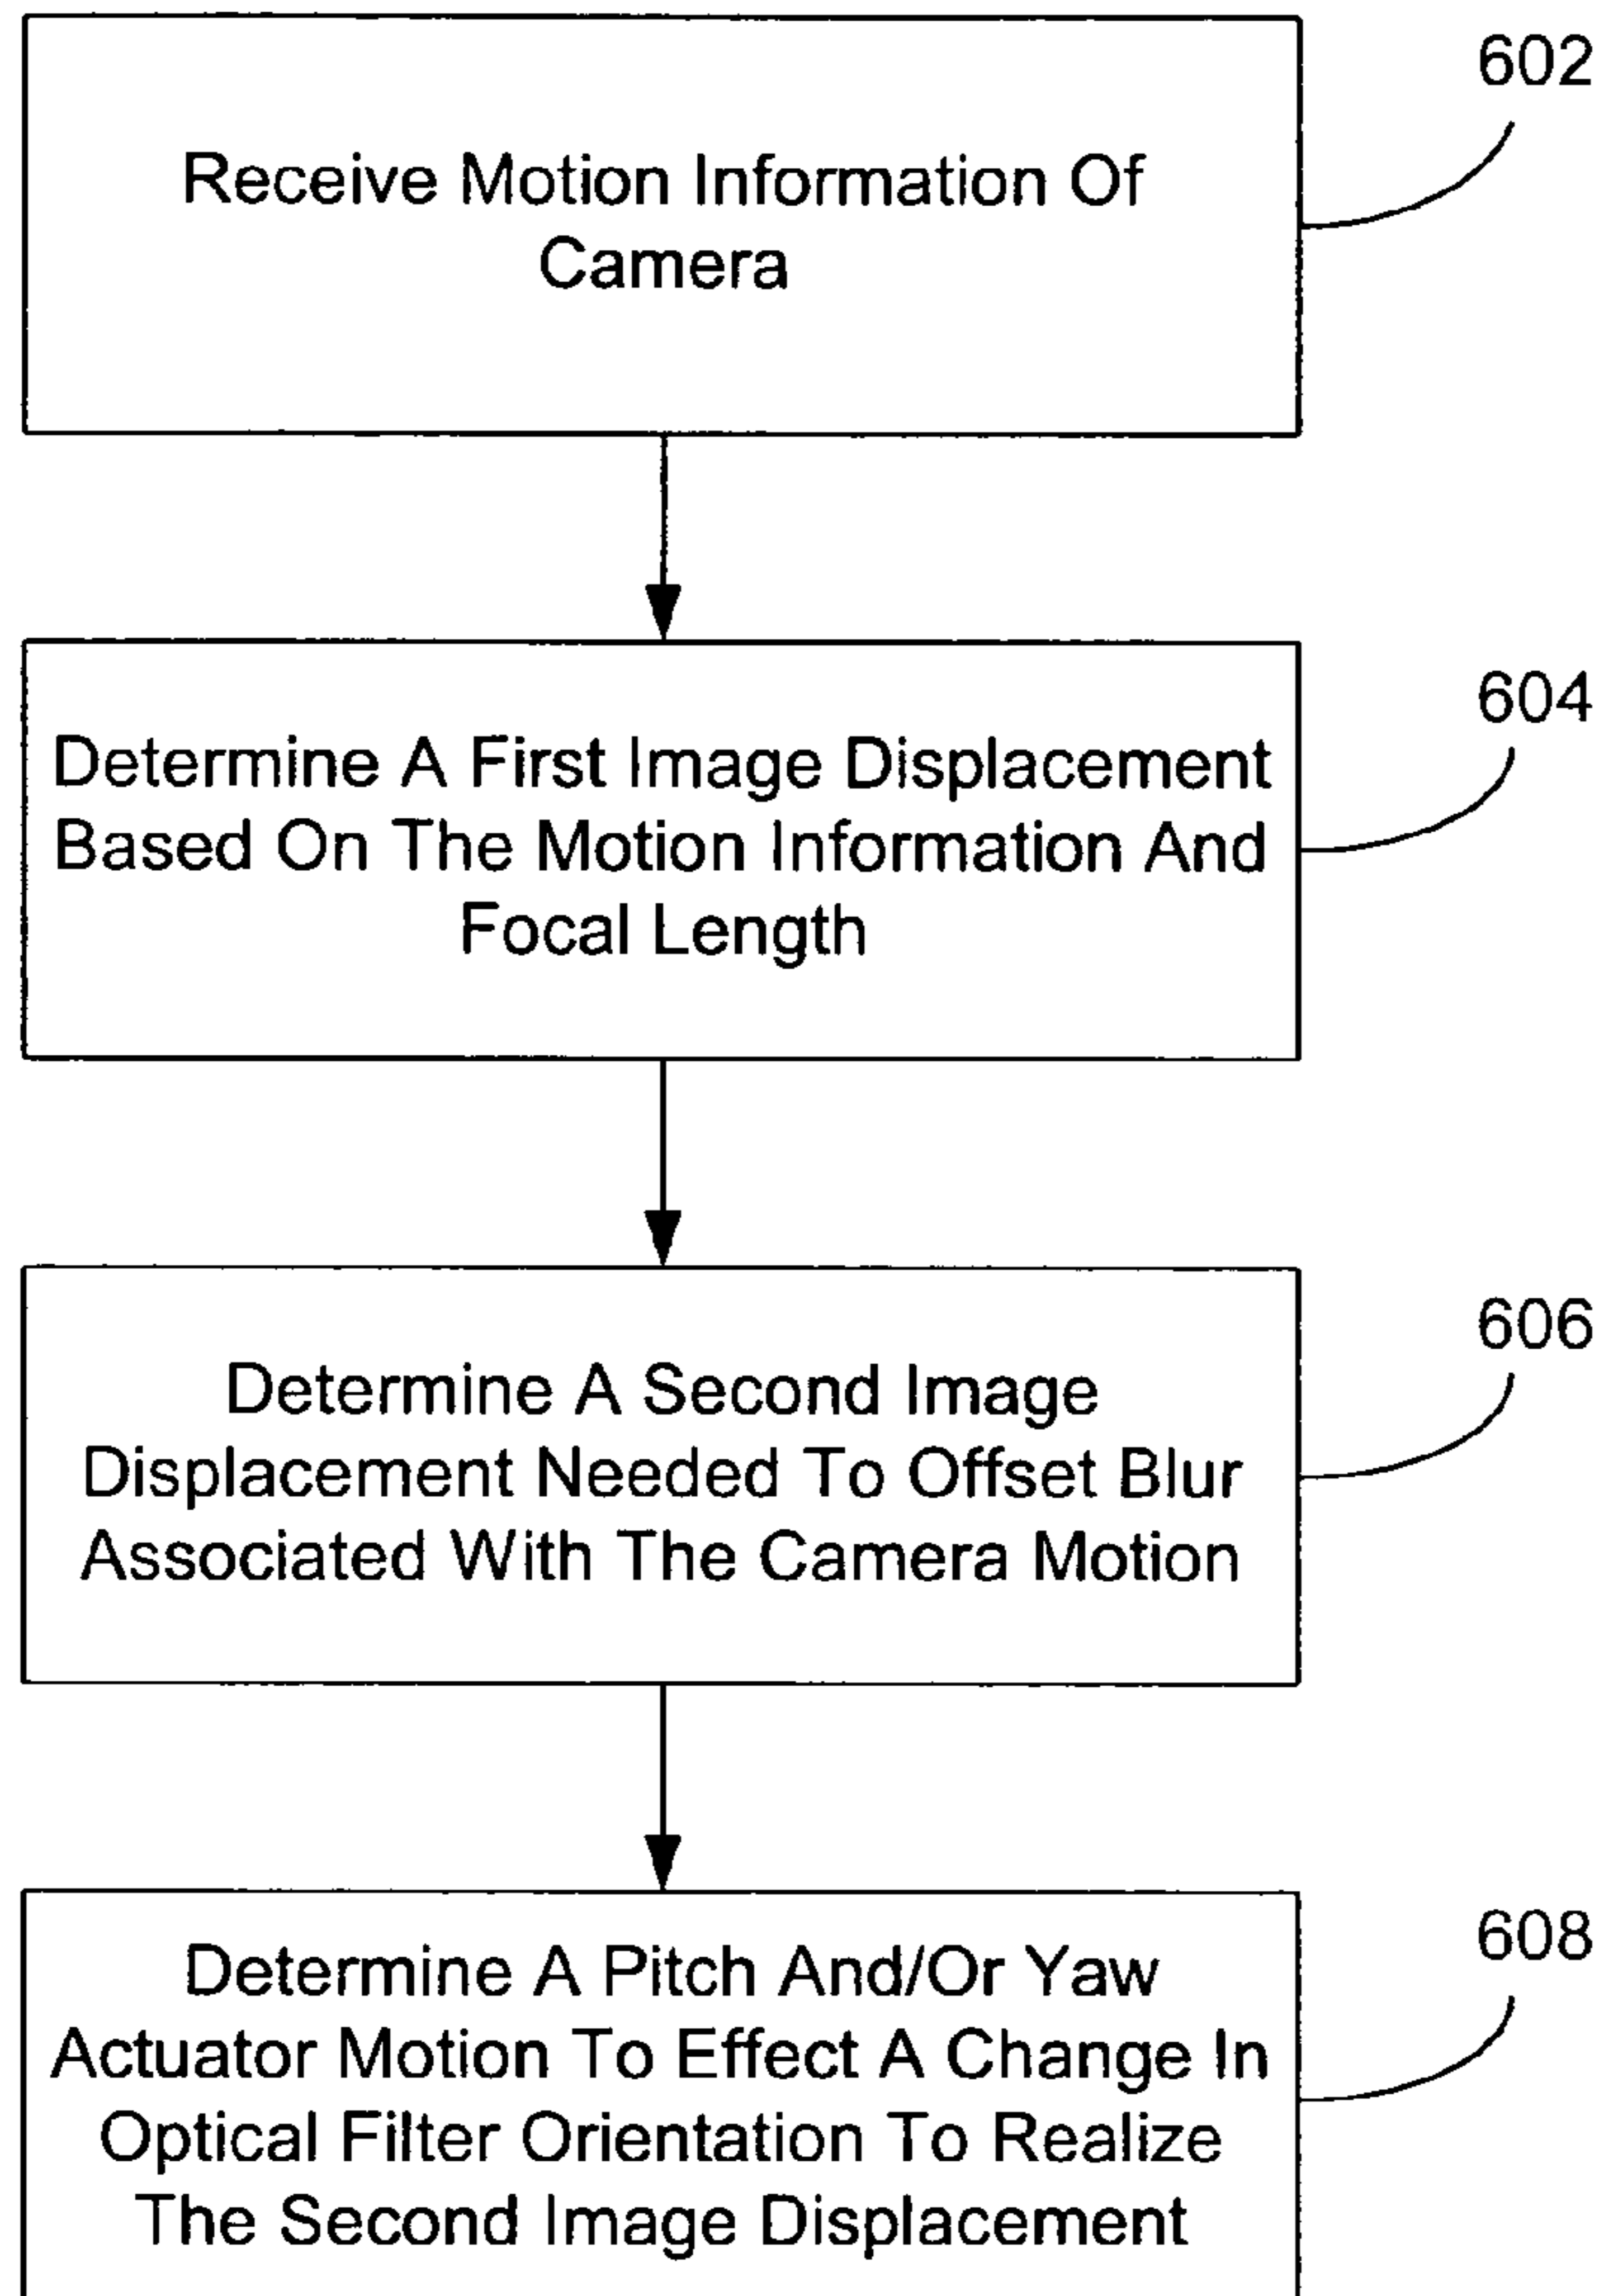 602
Receive Motion Information Of
Camera
604
Determine A First Image Displacement
Based On The Motion Information And
Focal Length
606
Determine A Second Image
Displacement Needed To Offset Blur
Associated With The Camera Motion
608
Determine A Pitch And/Or Yaw
Actuator Motion To Effect A Change In
Optical Filter Orientation To Realize
The Second Image Displacement